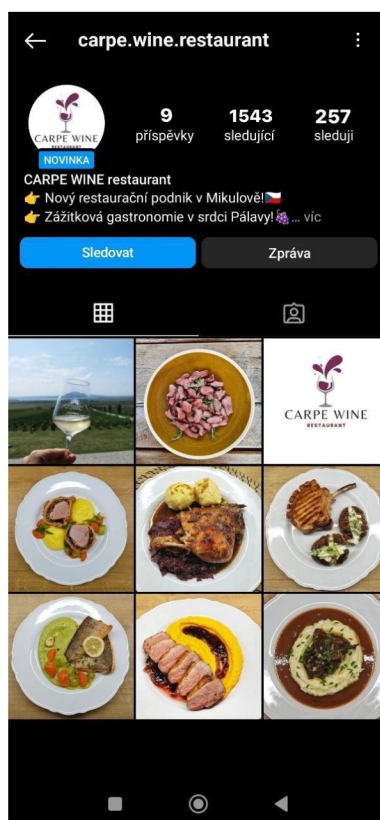 carpe.wine.restaurant
CARPE WINE
RESTAURANT
NOVINKA
9
příspěvky
1543
sledující
257
sleduji
CARPE WINE restaurant
👉 Nový restaurační podnik v Mikulově!🇨🇿
👉 Zážitková gastronomie v srdci Pálavy!🍇... víc
Sledovat
Zpráva
CARPE WINE
RESTAURANT